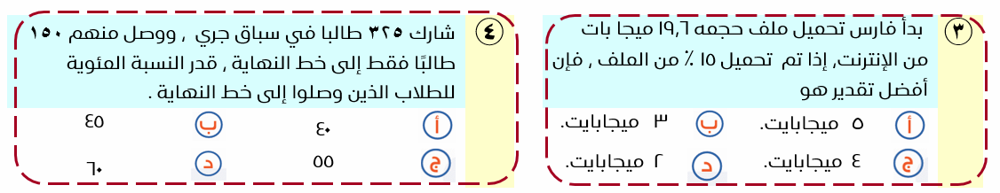 ٣
بدأ فارس تحميل ملف حجمه ١٩,٦ ميجا بات
من الإنترنت، إذا تم تحميل ١٥ ٪ من الملف ، فإن
أفضل تقدير هو
أ ٥ ميجابايت. ب ٣ ميجابايت.
ج ٤ ميجابايت. د ٢ ميجابايت.
٤
شارك ٣٢٥ طالبا في سباق جري ، ووصل منهم ١٥٠
طالبًا فقط إلى خط النهاية ، قدر النسبة المئوية
للطلاب الذين وصلوا إلى خط النهاية .
أ ٤٠ ب ٤٥
ج ٥٥ د ٦٠